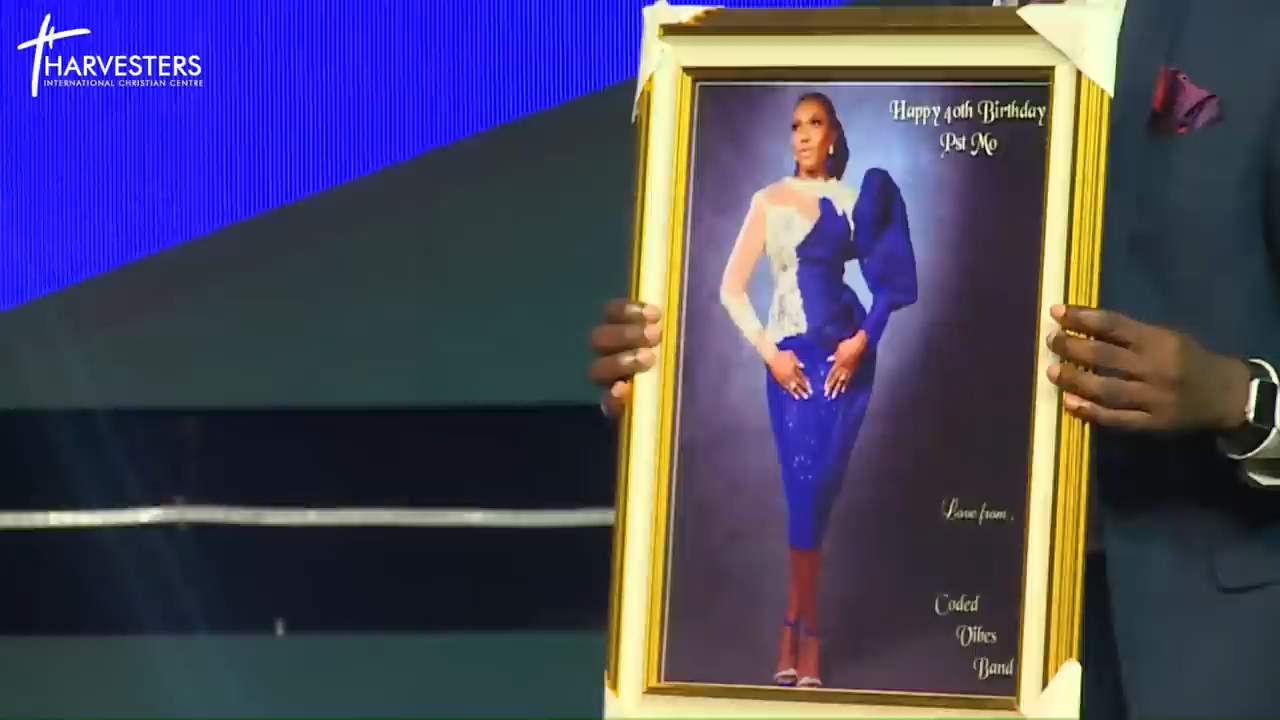 HARVESTERS
INTERNATIONAL CHRISTIAN CENTRE
Happy 40th Birthday
Pst Mo
Love from,
Coded
Vibes
Band